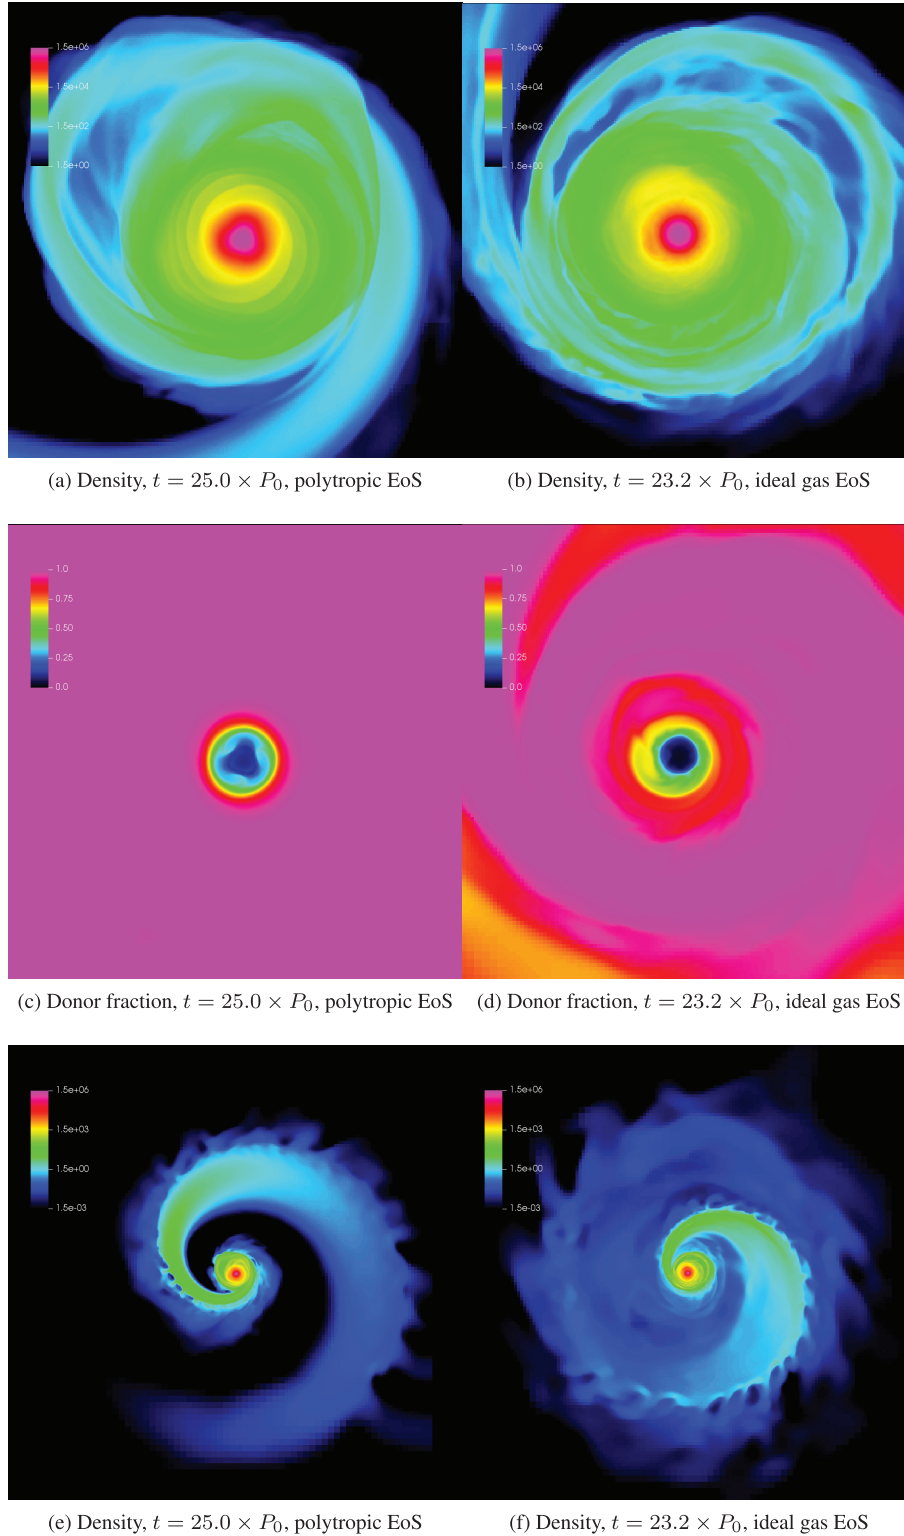 1.5e+06
1.5e+04
1.5e+02
1.5e+00
1.5e+06
1.5e+04
1.5e+02
1.5e+00
(a) Density, t = 25.0 × P₀, polytropic EoS
(b) Density, t = 23.2 × P₀, ideal gas EoS
1.0
0.75
0.50
0.25
0.0
1.0
0.75
0.50
0.25
0.0
(c) Donor fraction, t = 25.0 × P₀, polytropic EoS
(d) Donor fraction, t = 23.2 × P₀, ideal gas EoS
1.5e+06
1.5e+03
1.5e+00
1.5e-03
1.5e+06
1.5e+03
1.5e+00
1.5e-03
(e) Density, t = 25.0 × P₀, polytropic EoS
(f) Density, t = 23.2 × P₀, ideal gas EoS